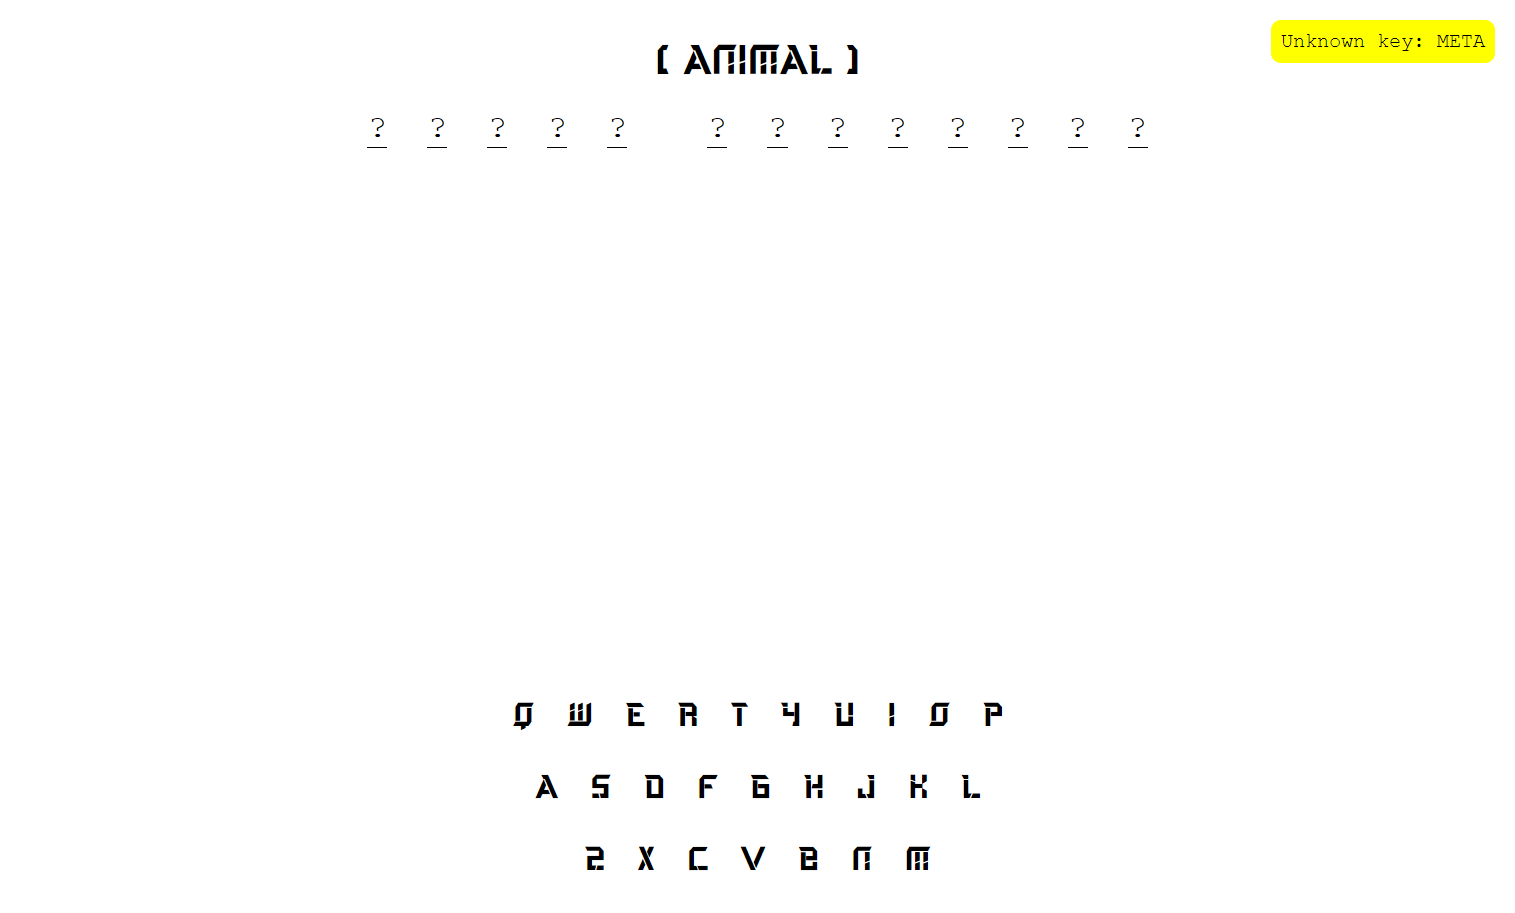 [ ANIMAL ]
Unknown key: META
? ? ? ? ? ? ? ? ? ? ? ? ?
Q W E R T Y U I O P
A S D F G H J K L
Z X C V B N M